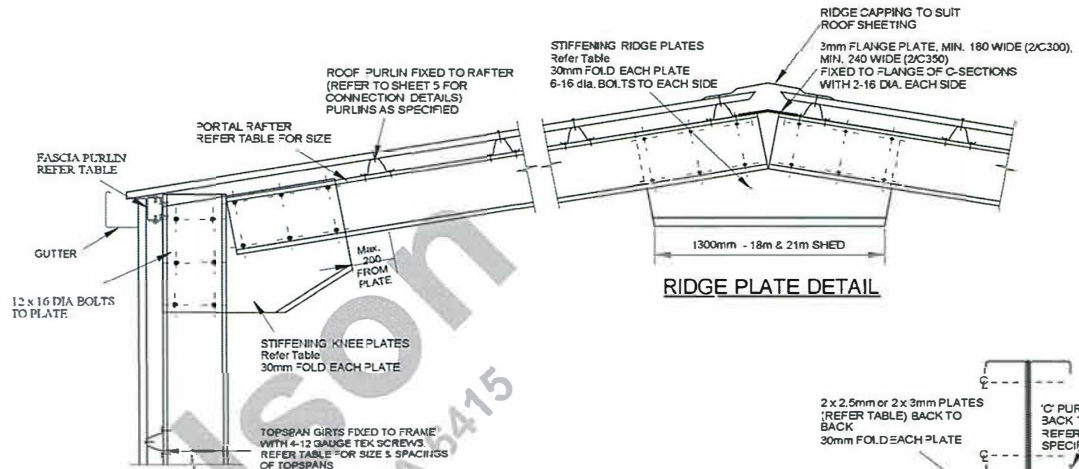 RIDGE CAPPING TO SUIT
ROOF SHEETING
STIFFENING RIDGE PLATES
Refer Table
30mm FOLD EACH PLATE
6-16 dia. BOLTS TO EACH SIDE
3mm FLANGE PLATE, MIN. 180 WIDE (2/C300),
MIN. 240 WIDE (2/C350)
FIXED TO FLANGE OF C-SECTIONS
WITH 2-16 DIA. EACH SIDE
ROOF PURLIN FIXED TO RAFTER
(REFER TO SHEET 5 FOR
CONNECTION DETAILS)
PURLINS AS SPECIFIED
PORTAL RAFTER
REFER TABLE FOR SIZE
FASCIA PURLIN
REFER TABLE
GUTTER
12 x 16 DIA BOLTS
TO PLATE
Max.
200
FROM
PLATE
1300mm - 18m & 21m SHED
RIDGE PLATE DETAIL
STIFFENING KNEE PLATES
Refer Table
30mm FOLD EACH PLATE
TOPSPAN GIRTS FIXED TO FRAME
WITH 4-12 GAUGE TEK SCREWS.
REFER TABLE FOR SIZE & SPACINGS
OF TOPSPANS
2 x 2.5mm or 2 x 3mm PLATES
(REFER TABLE) BACK TO
BACK
30mm FOLD EACH PLATE
'C' PUR
BACK T
REFER
SPECI
son
5415